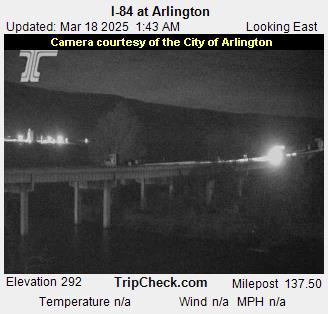 I-84 at Arlington
Updated: Mar 18 2025 1:43 AM Looking East
Camera courtesy of the City of Arlington
Elevation 292 TripCheck.com Milepost 137.50
Temperature n/a Wind n/a MPH n/a